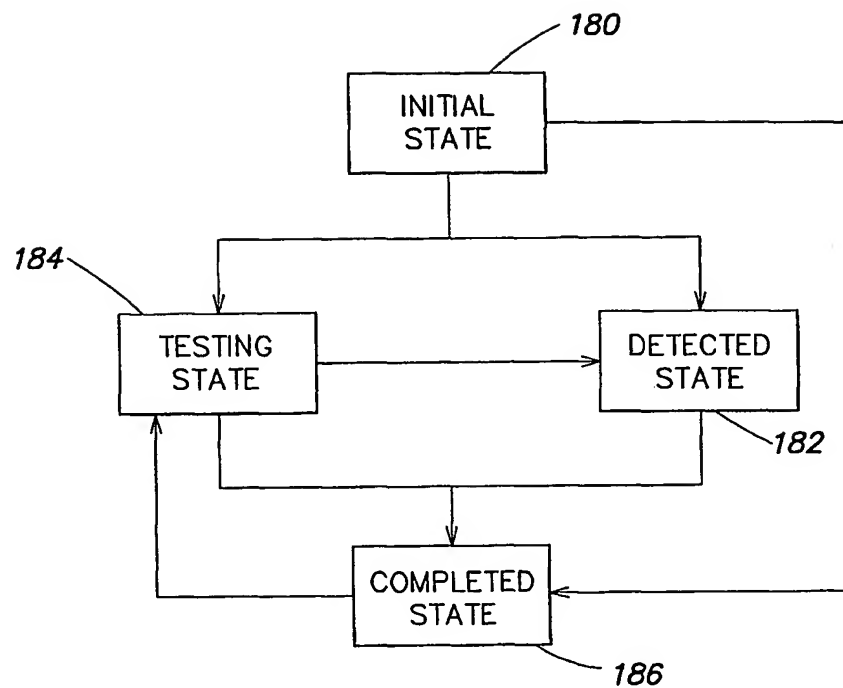 180
INITIAL
STATE
184
TESTING
STATE
DETECTED
STATE
182
COMPLETED
STATE
186